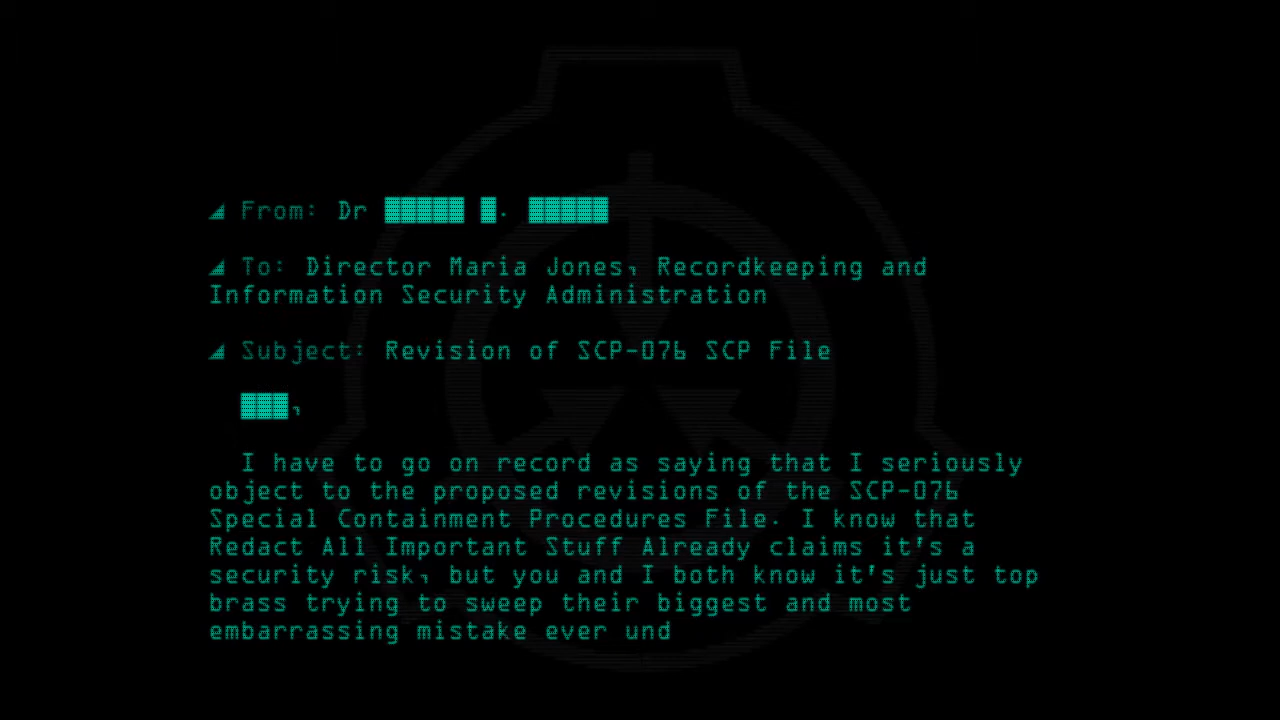 From: Dr █████ █. █████
To: Director Maria Jones, Recordkeeping and
Information Security Administration
Subject: Revision of SCP-076 SCP File
███,
I have to go on record as saying that I seriously
object to the proposed revisions of the SCP-076
Special Containment Procedures File. I know that
Redact All Important Stuff Already claims it's a
security risk, but you and I both know it's just top
brass trying to sweep their biggest and most
embarrassing mistake ever und